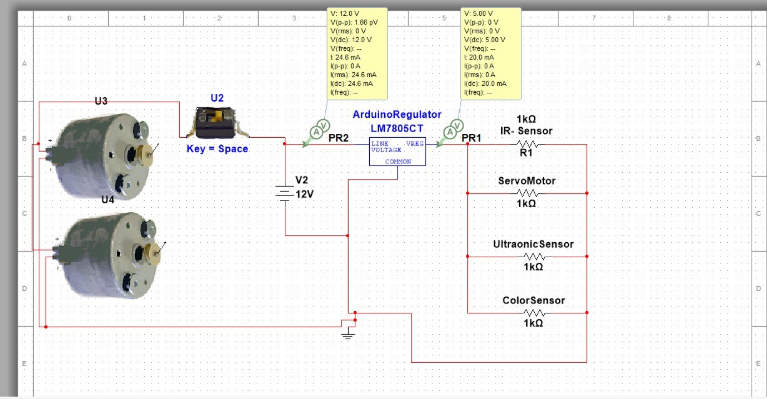 0 1 2 3 5 7 8
V: 12.0 V
V(p-p): 1.66 pV
V(rms): 0 V
V(dc): 12.0 V
V(freq): --
I: 24.6 mA
I(p-p): 0 A
I(rms): 24.6 mA
I(dc): 24.6 mA
I(freq): --
V: 5.00 V
V(p-p): 0 V
V(rms): 0 V
V(dc): 5.00 V
V(freq): --
I: 20.0 mA
I(p-p): 0 A
I(rms): 0 A
I(dc): 20.0 mA
I(freq): --
A
A
U3
U2
Key = Space
A V
PR2
ArduinoRegulator
LM7805CT
LINE VREG
VOLTAGE
COMMON
A V
PR1
1kΩ
IR- Sensor
R1
B
B
V2
12V
ServoMotor
1kΩ
U4
C
C
UltraonicSensor
1kΩ
D
D
ColorSensor
1kΩ
E
E